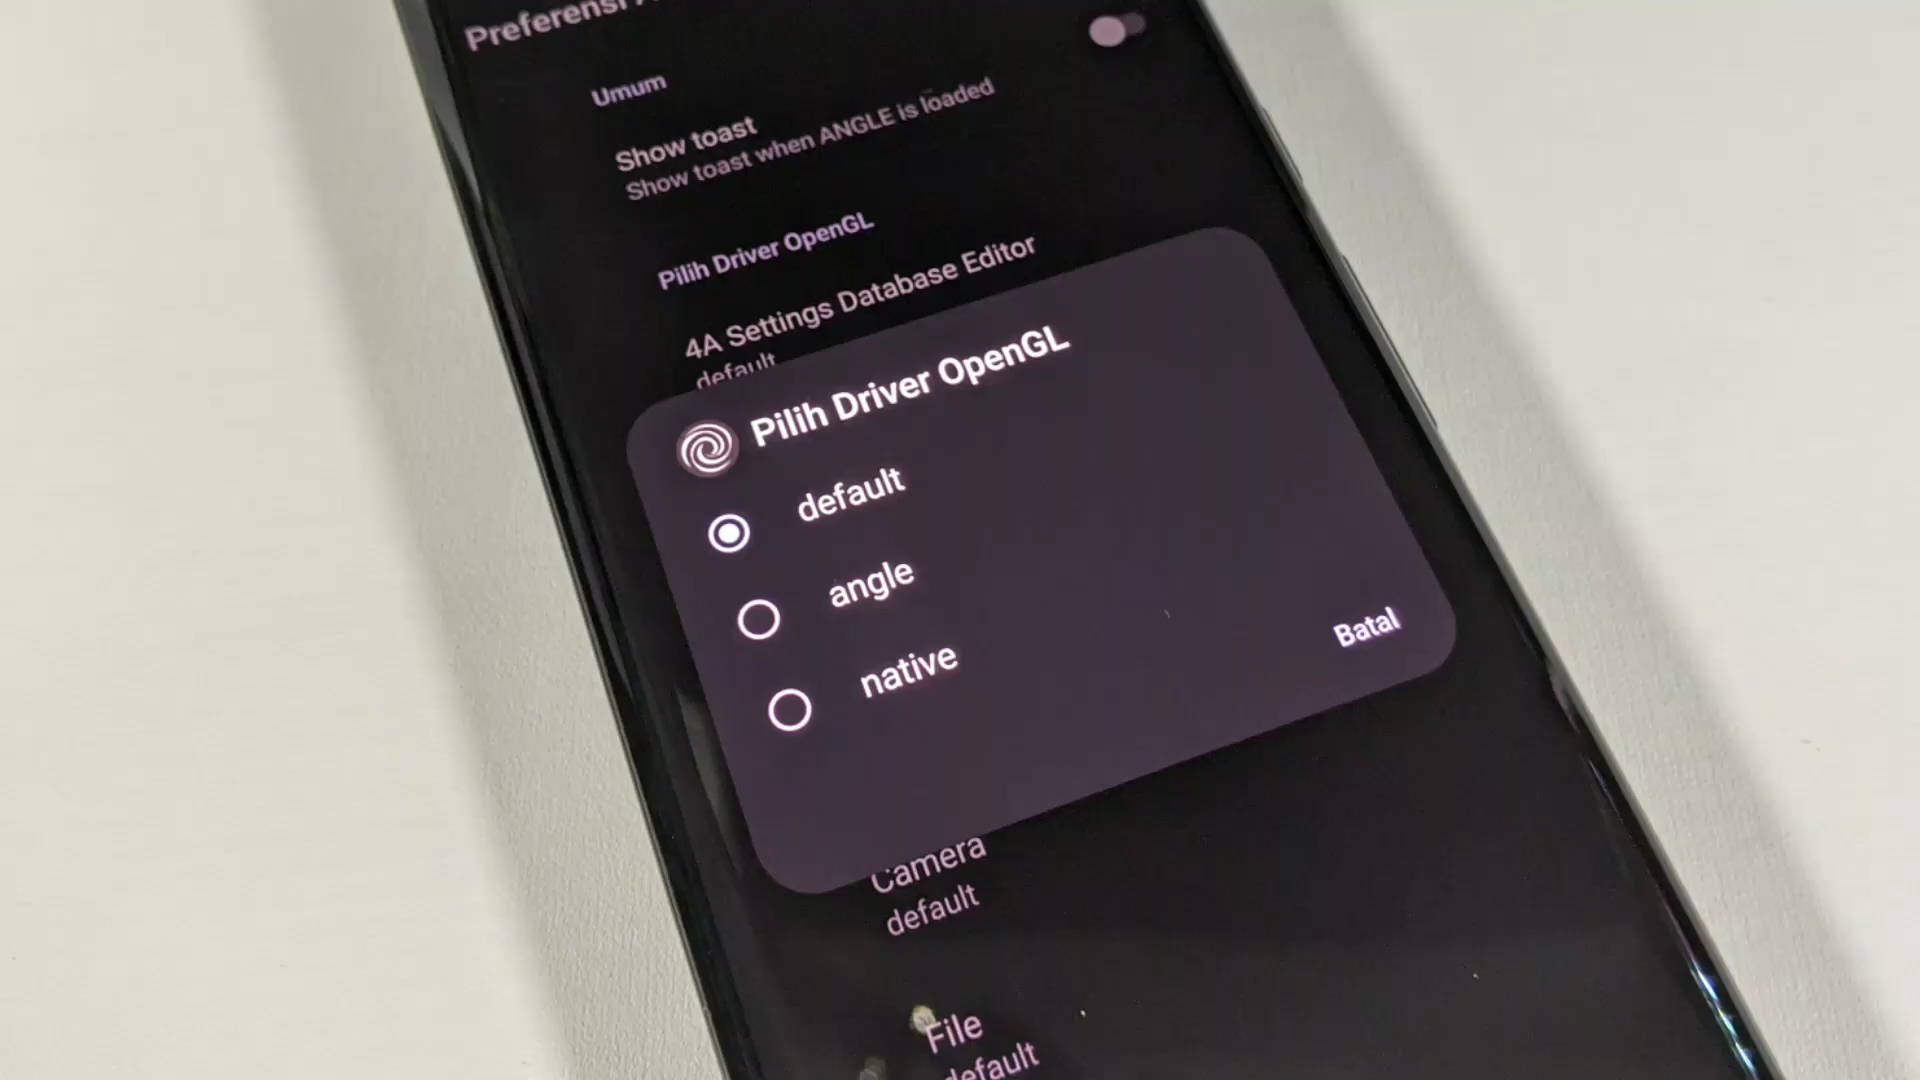 Preferensi
Umum
Show toast
Show toast when ANGLE is loaded
Pilih Driver OpenGL
4A Settings Database Editor
default
Pilih Driver OpenGL
default
angle
native
Batal
Camera
default
File
default